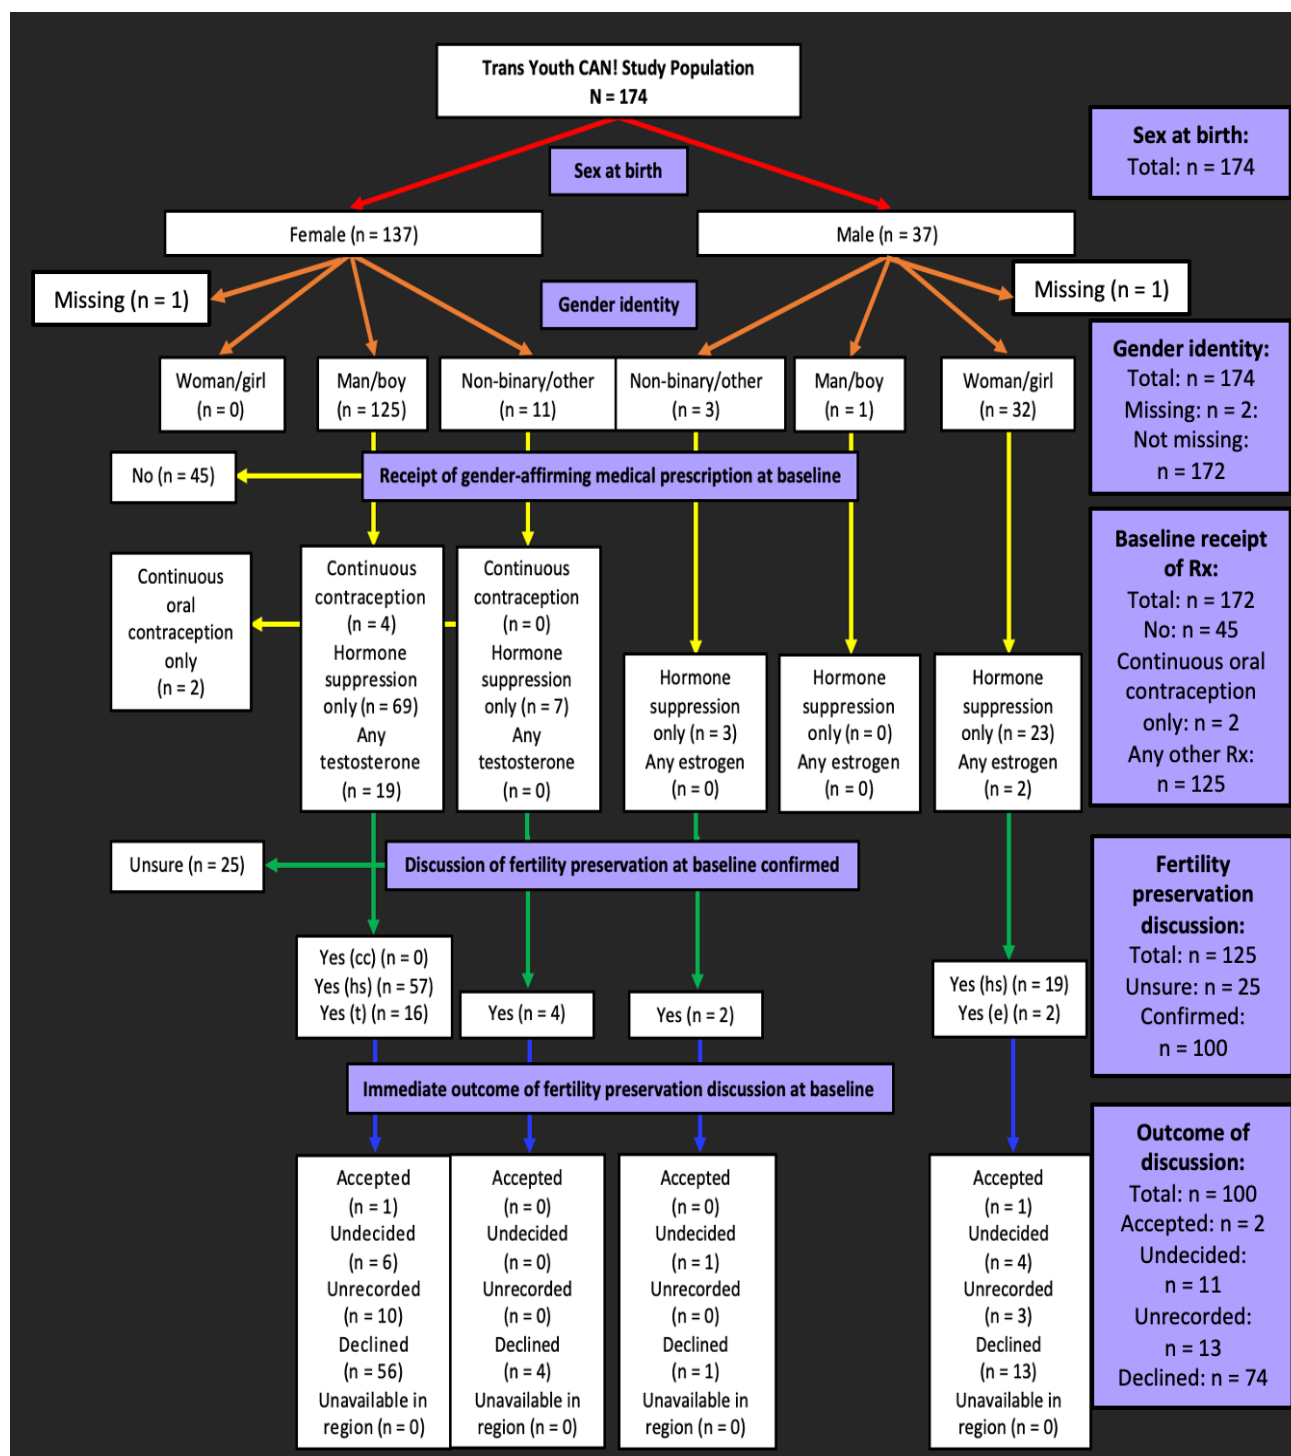 Trans Youth CAN! Study Population
N = 174
Sex at birth
Female (n = 137)
Male (n = 37)
Missing (n = 1)
Gender identity
Missing (n = 1)
Woman/girl
(n = 0)
Man/boy
(n = 125)
Non-binary/other
(n = 11)
Non-binary/other
(n = 3)
Man/boy
(n = 1)
Woman/girl
(n = 32)
No (n = 45)
Receipt of gender-affirming medical prescription at baseline
Continuous
oral
contraception
only
(n = 2)
Continuous
contraception
(n = 4)
Hormone
suppression
only (n = 69)
Any
testosterone
(n = 19)
Continuous
contraception
(n = 0)
Hormone
suppression
only (n = 7)
Any
testosterone
(n = 0)
Hormone
suppression
only (n = 3)
Any estrogen
(n = 0)
Hormone
suppression
only (n = 0)
Any estrogen
(n = 0)
Hormone
suppression
only (n = 23)
Any estrogen
(n = 2)
Unsure (n = 25)
Discussion of fertility preservation at baseline confirmed
Yes (cc) (n = 0)
Yes (hs) (n = 57)
Yes (t) (n = 16)
Yes (n = 4)
Yes (n = 2)
Yes (hs) (n = 19)
Yes (e) (n = 2)
Immediate outcome of fertility preservation discussion at baseline
Accepted
(n = 1)
Undecided
(n = 6)
Unrecorded
(n = 10)
Declined
(n = 56)
Unavailable in
region (n = 0)
Accepted
(n = 0)
Undecided
(n = 0)
Unrecorded
(n = 0)
Declined
(n = 4)
Unavailable in
region (n = 0)
Accepted
(n = 0)
Undecided
(n = 1)
Unrecorded
(n = 0)
Declined
(n = 1)
Unavailable in
region (n = 0)
Accepted
(n = 1)
Undecided
(n = 4)
Unrecorded
(n = 3)
Declined
(n = 13)
Unavailable in
region (n = 0)
Sex at birth:
Total: n = 174
Gender identity:
Total: n = 174
Missing: n = 2:
Not missing:
n = 172
Baseline receipt
of Rx:
Total: n = 172
No: n = 45
Continuous oral
contraception
only: n = 2
Any other Rx:
n = 125
Fertility
preservation
discussion:
Total: n = 125
Unsure: n = 25
Confirmed:
n = 100
Outcome of
discussion:
Total: n = 100
Accepted: n = 2
Undecided:
n = 11
Unrecorded:
n = 13
Declined: n = 74